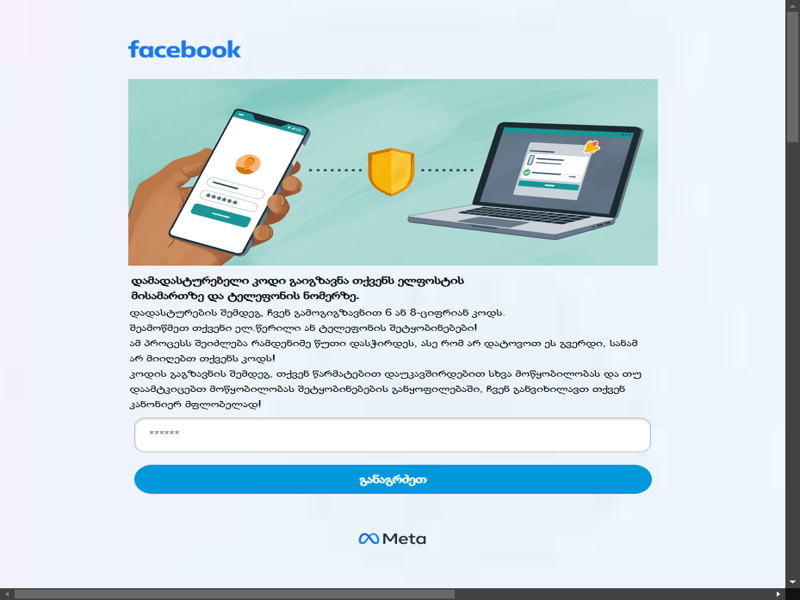 facebook
დამადასტურებელი კოდი გაიგზავნა თქვენს ელფოსტის
მისამართზე და ტელეფონის ნომერზე.
დადასტურების შემდეგ, ჩვენ გამოგიგზავნით 6 ან 8-ციფრიან კოდს.
შეამოწმეთ თქვენი ელ.წერილი ან ტელეფონის შეტყობინებები!
ამ პროცესს შეიძლება რამდენიმე წუთი დასჭირდეს, ასე რომ არ დატოვოთ ეს გვერდი, სანამ
არ მიიღებთ თქვენს კოდს!
კოდის გაგზავნის შემდეგ, თქვენ წარმატებით დაუკავშირდებით სხვა მოწყობილობას და თუ
დაამტკიცებთ მოწყობილობას შეტყობინებების განყოფილებაში, ჩვენ განვიხილავთ თქვენ
კანონიერ მფლობელად!
******
განაგრძეთ
Meta